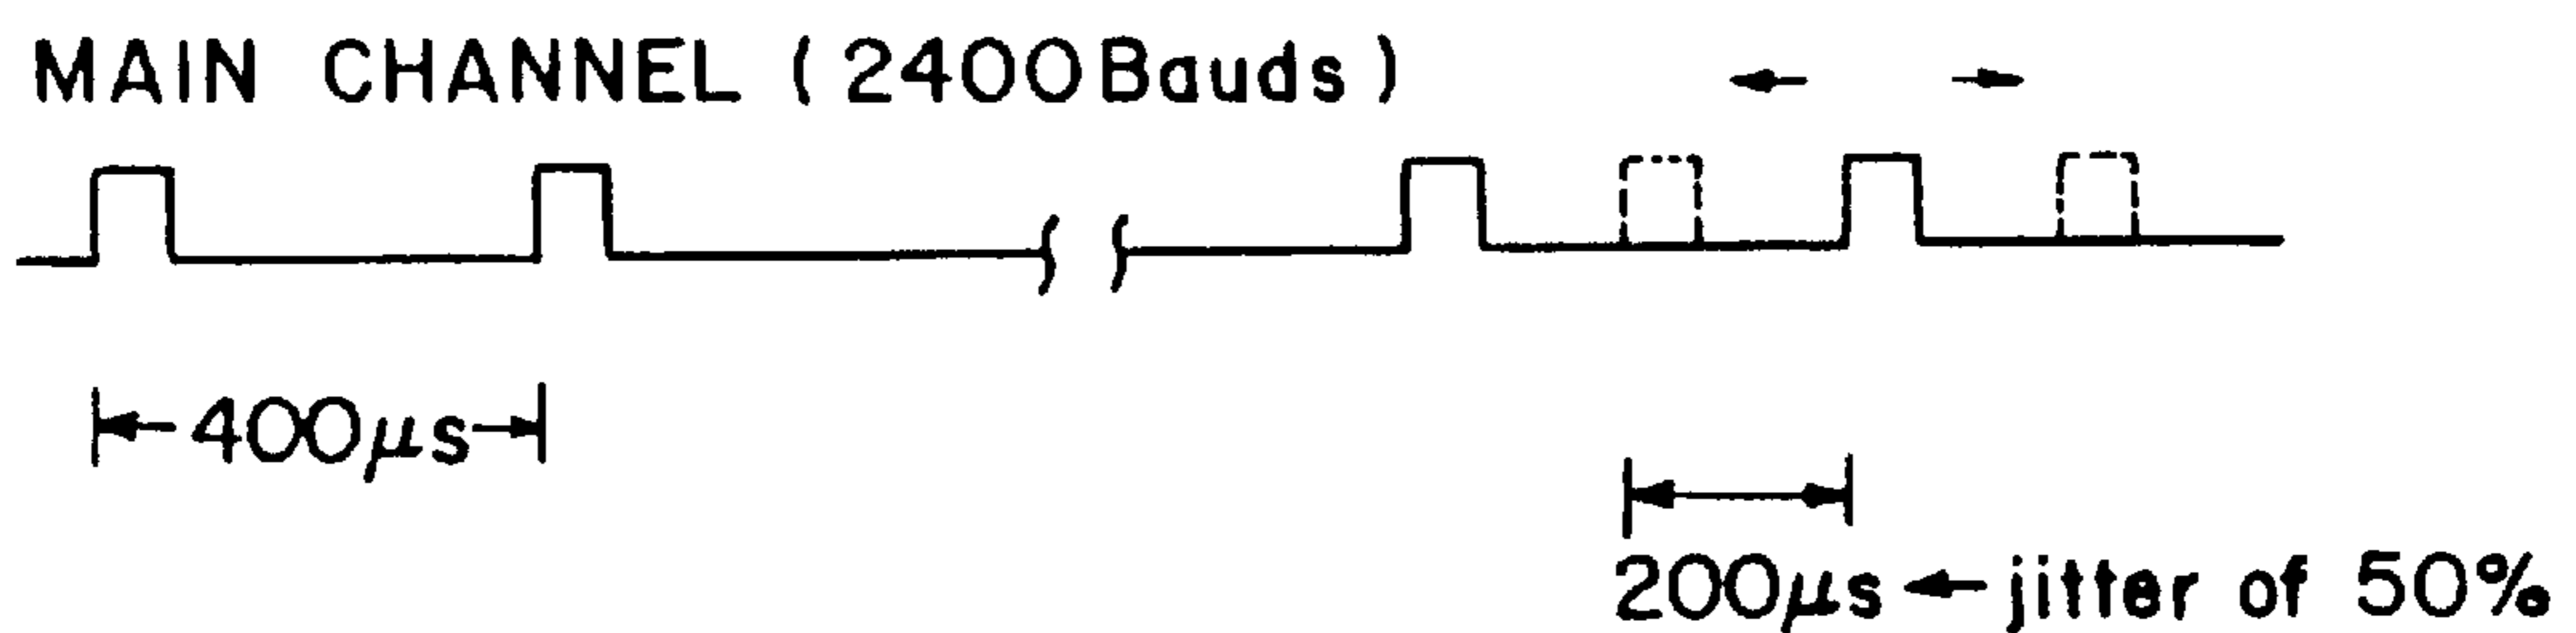 MAIN CHANNEL (2400Bauds)
400μs
200μs jitter of 50%